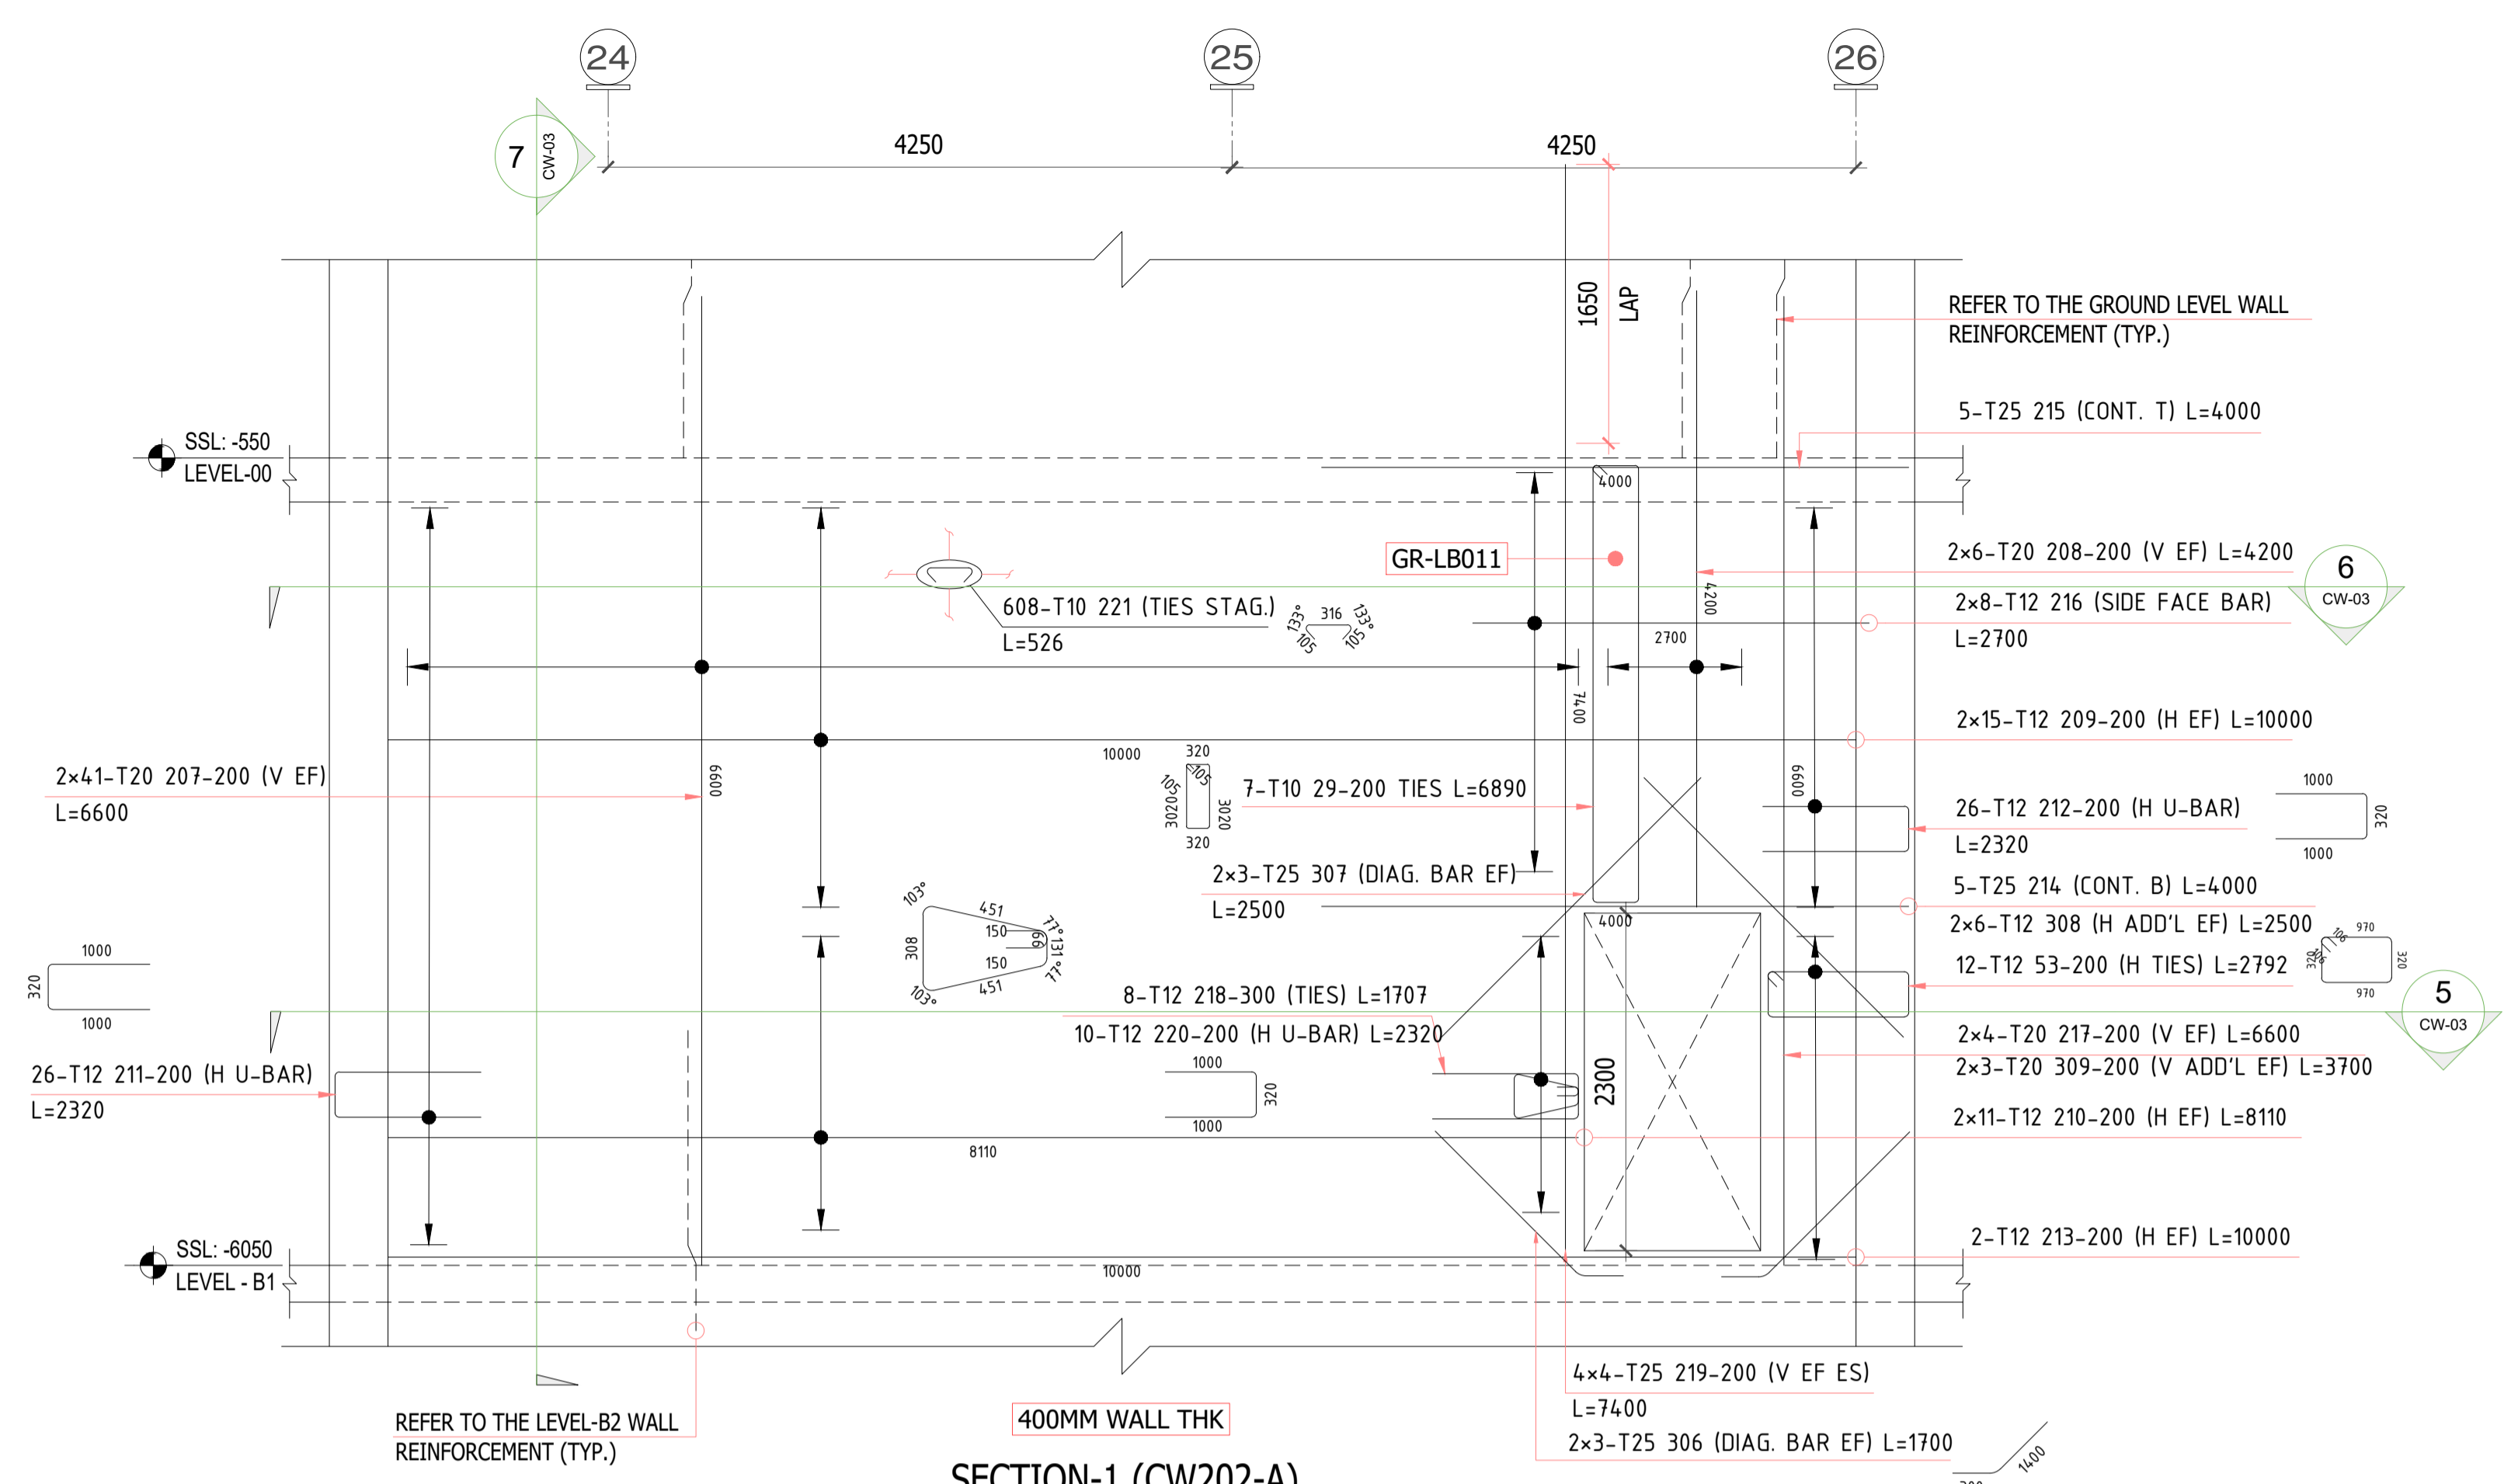 24
25
26
7
CW-03
4250
4250
1650
LAP
REFER TO THE GROUND LEVEL WALL
REINFORCEMENT (TYP.)
5-T25 215 (CONT. T) L=4000
SSL: -550
LEVEL-00
4000
GR-LB011
2×6-T20 208-200 (V EF) L=4200
6
CW-03
608-T10 221 (TIES STAG.)
L=526
133°
316
133°
105
105
4200
2×8-T12 216 (SIDE FACE BAR)
L=2700
2700
7400
2×15-T12 209-200 (H EF) L=10000
10000
2×41-T20 207-200 (V EF)
L=6600
6600
320
105
105
3020
3020
320
7-T10 29-200 TIES L=6890
6600
26-T12 212-200 (H U-BAR)
L=2320
1000
320
1000
2×3-T25 307 (DIAG. BAR EF)
L=2500
5-T25 214 (CONT. B) L=4000
4000
2×6-T12 308 (H ADD'L EF) L=2500
103°
451
77°
150
66
131
308
150
77°
451
103°
1000
320
1000
12-T12 53-200 (H TIES) L=2792
970
106
106
320
320
970
5
CW-03
8-T12 218-300 (TIES) L=1707
10-T12 220-200 (H U-BAR) L=2320
2×4-T20 217-200 (V EF) L=6600
2×3-T20 309-200 (V ADD'L EF) L=3700
26-T12 211-200 (H U-BAR)
L=2320
1000
320
1000
2300
2×11-T12 210-200 (H EF) L=8110
8110
SSL: -6050
LEVEL - B1
2-T12 213-200 (H EF) L=10000
10000
REFER TO THE LEVEL-B2 WALL
REINFORCEMENT (TYP.)
400MM WALL THK
4×4-T25 219-200 (V EF ES)
L=7400
2×3-T25 306 (DIAG. BAR EF) L=1700
1400
SECTION-1 (CW202-A)